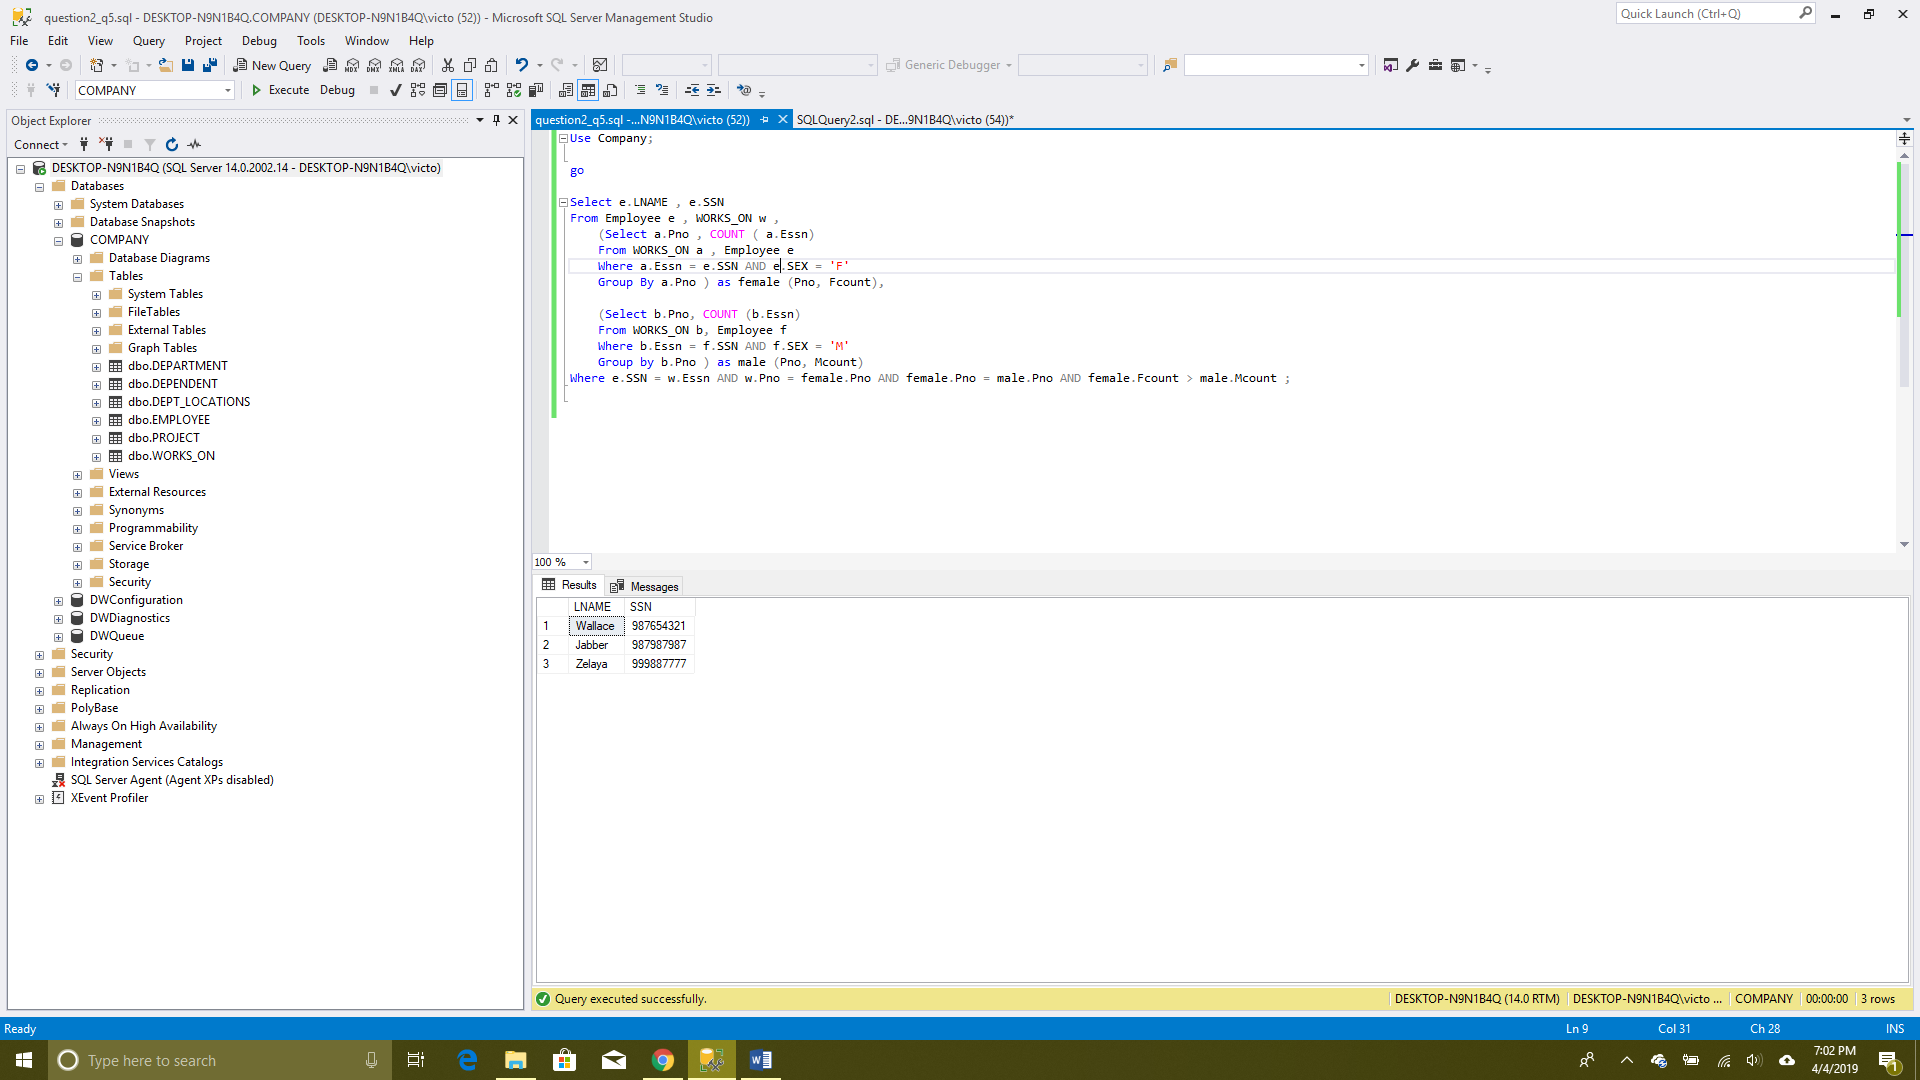 question2_q5.sql - DESKTOP-N9N1B4Q.COMPANY (DESKTOP-N9N1B4Q\victo (52)) - Microsoft SQL Server Management Studio
Quick Launch (Ctrl+Q)
File Edit View Query Project Debug Tools Window Help
New Query
MDX DMX XMLA DAX
Generic Debugger
COMPANY
Execute Debug
Object Explorer
question2_q5.sql -...N9N1B4Q\victo (52))
SQLQuery2.sql - DE...9N1B4Q\victo (54))*
Connect
DESKTOP-N9N1B4Q (SQL Server 14.0.2002.14 - DESKTOP-N9N1B4Q\victo)
Databases
System Databases
Database Snapshots
COMPANY
Database Diagrams
Tables
System Tables
FileTables
External Tables
Graph Tables
dbo.DEPARTMENT
dbo.DEPENDENT
dbo.DEPT_LOCATIONS
dbo.EMPLOYEE
dbo.PROJECT
dbo.WORKS_ON
Views
External Resources
Synonyms
Programmability
Service Broker
Storage
Security
DWConfiguration
DWDiagnostics
DWQueue
Security
Server Objects
Replication
PolyBase
Always On High Availability
Management
Integration Services Catalogs
SQL Server Agent (Agent XPs disabled)
XEvent Profiler
Use Company;
go
Select e.LNAME , e.SSN
From Employee e , WORKS_ON w ,
(Select a.Pno , COUNT ( a.Essn)
From WORKS_ON a , Employee e
Where a.Essn = e.SSN AND e.SEX = 'F'
Group By a.Pno ) as female (Pno, Fcount),
(Select b.Pno, COUNT (b.Essn)
From WORKS_ON b, Employee f
Where b.Essn = f.SSN AND f.SEX = 'M'
Group by b.Pno ) as male (Pno, Mcount)
Where e.SSN = w.Essn AND w.Pno = female.Pno AND female.Pno = male.Pno AND female.Fcount > male.Mcount ;
100 %
Results Messages
LNAME SSN
1 Wallace 987654321
2 Jabber 987987987
3 Zelaya 999887777
Query executed successfully.
DESKTOP-N9N1B4Q (14.0 RTM) DESKTOP-N9N1B4Q\victo ... COMPANY 00:00:00 3 rows
Ready
Ln 9 Col 31 Ch 28 INS
Type here to search
7:02 PM
4/4/2019
1